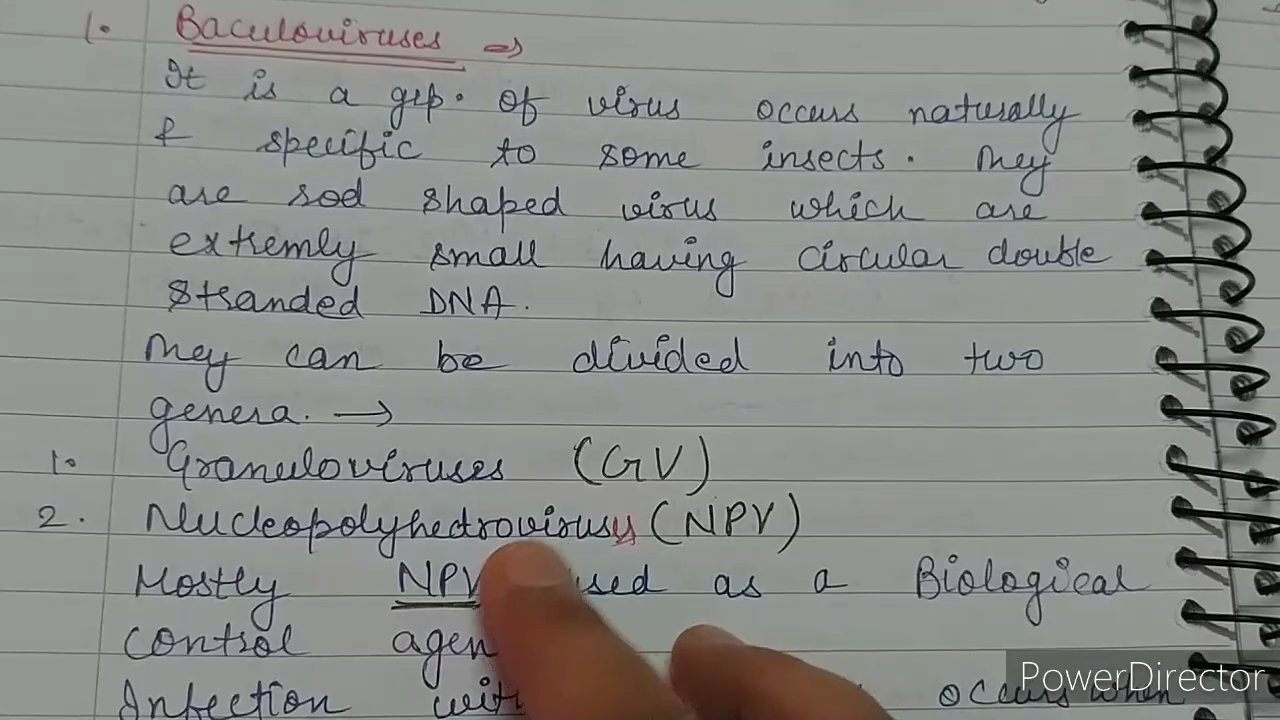 1. Baculoviruses →
It is a grp. of virus occurs naturally
& specific to some insects. They
are rod shaped virus which are
extremly small having circular double
stranded DNA.
They can be divided into two
genera. →
1. Granuloviruses (GV)
2. Nucleopolyhedroviruses (NPV)
Mostly NPV used as a Biological
control agen
Infection occurs when
PowerDirector